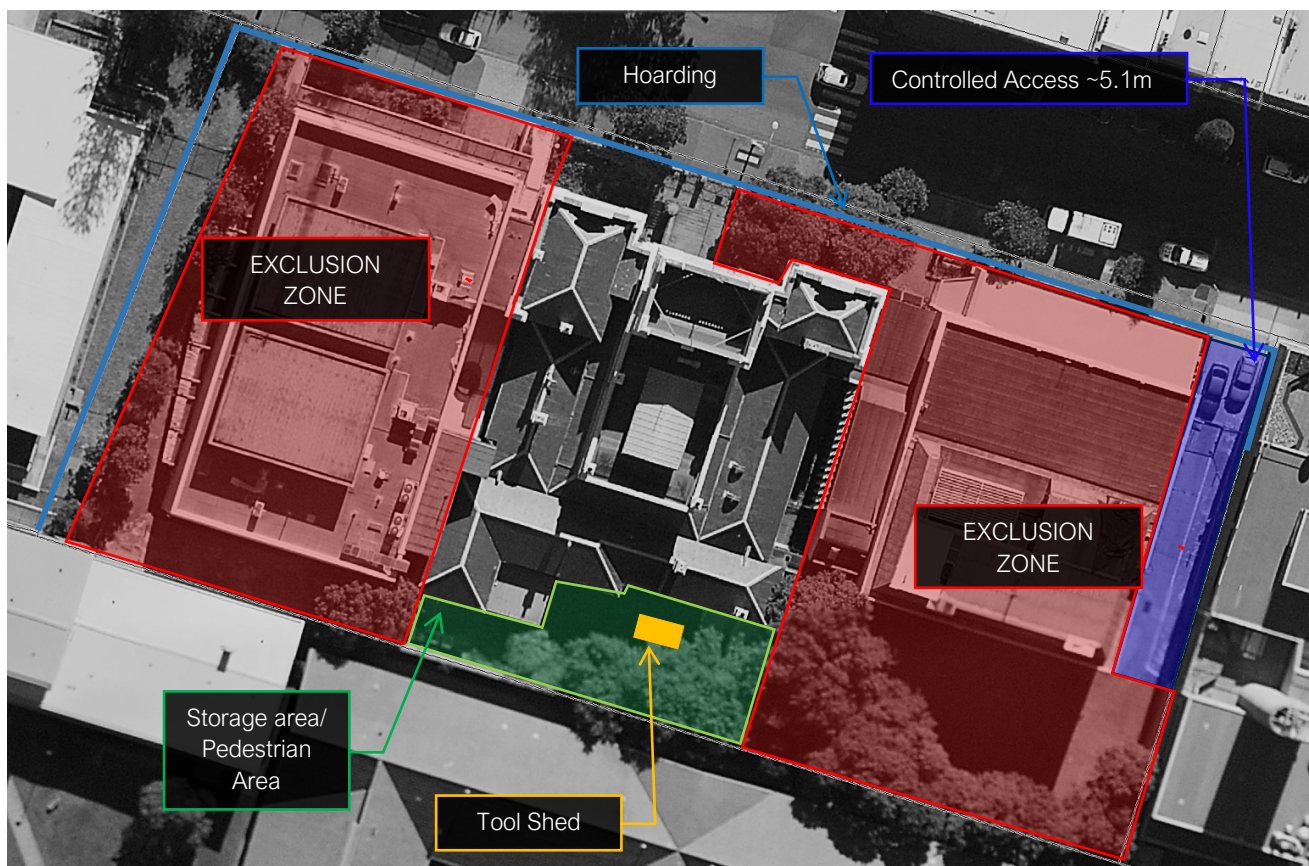 Hoarding
Controlled Access ~5.1m
EXCLUSION
ZONE
EXCLUSION
ZONE
Storage area/
Pedestrian
Area
Tool Shed